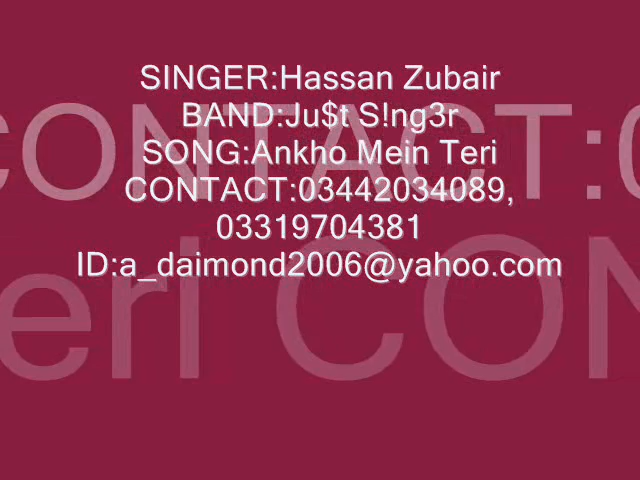 SINGER:Hassan Zubair
BAND:Ju$t S!ng3r
SONG:Ankho Mein Teri
CONTACT:03442034089,
03319704381
ID:a_daimond2006@yahoo.com
CONTACT:0
eri CON